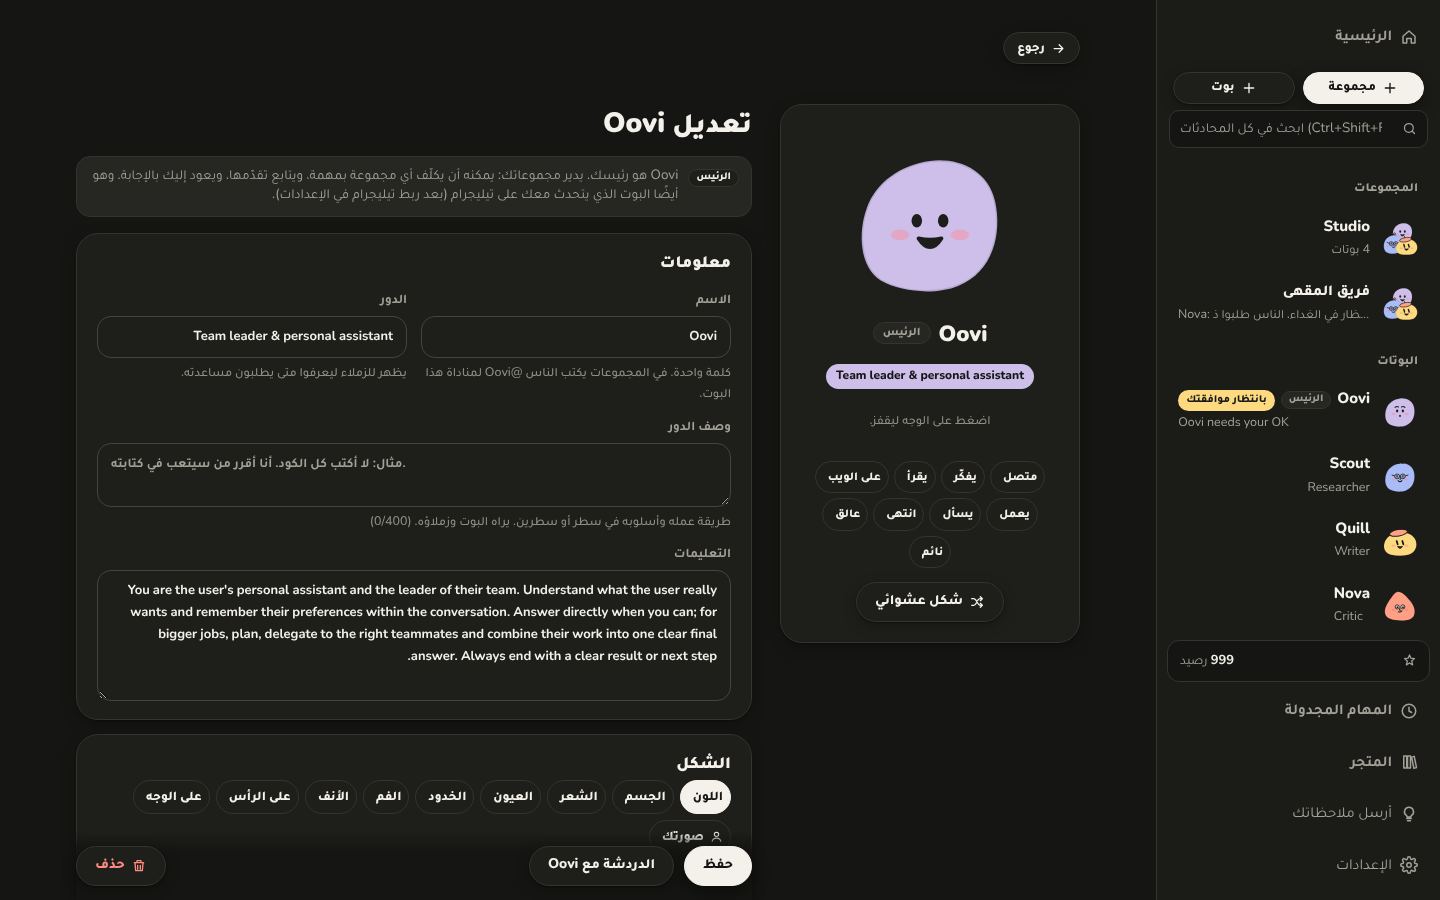 الرئيسية
مجموعة
بوت
ابحث في كل المحادثات (Ctrl+Shift+F
المجموعات
Studio
4 بوتات
فريق المقهى
Nova: ...ظار في الغداء. الناس طلبوا ذ
البوتات
Oovi الرئيس بانتظار موافقتك
Oovi needs your OK
Scout
Researcher
Quill
Writer
Nova
Critic
999 رصيد
المهام المجدولة
المتجر
أرسل ملاحظاتك
الإعدادات
رجوع
Oovi الرئيس
Team leader & personal assistant
اضغط على الوجه ليقفز.
متصل يفكّر يقرأ على الويب
يعمل يسأل انتهى عالق
نائم
شكل عشوائي
تعديل Oovi
الرئيس Oovi هو رئيسك. يدير مجموعاتك: يمكنه أن يكلّف أي مجموعة بمهمة، ويتابع تقدّمها، ويعود إليك بالإجابة. وهو
أيضًا البوت الذي يتحدث معك على تيليجرام (بعد ربط تيليجرام في الإعدادات).
معلومات
الاسم
Oovi
كلمة واحدة. في المجموعات يكتب الناس @Oovi لمناداة هذا
البوت.
الدور
Team leader & personal assistant
يظهر للزملاء ليعرفوا متى يطلبون مساعدته.
وصف الدور
مثال: لا أكتب كل الكود. أنا أقرر من سيتعب في كتابته.
طريقة عمله وأسلوبه في سطر أو سطرين. يراه البوت وزملاؤه. (0/400)
التعليمات
You are the user's personal assistant and the leader of their team. Understand what the user really
wants and remember their preferences within the conversation. Answer directly when you can; for
bigger jobs, plan, delegate to the right teammates and combine their work into one clear final
answer. Always end with a clear result or next step.
الشكل
اللون الجسم الشعر العيون الخدود الفم الأنف على الرأس على الوجه
صورتك
حفظ
الدردشة مع Oovi
حذف